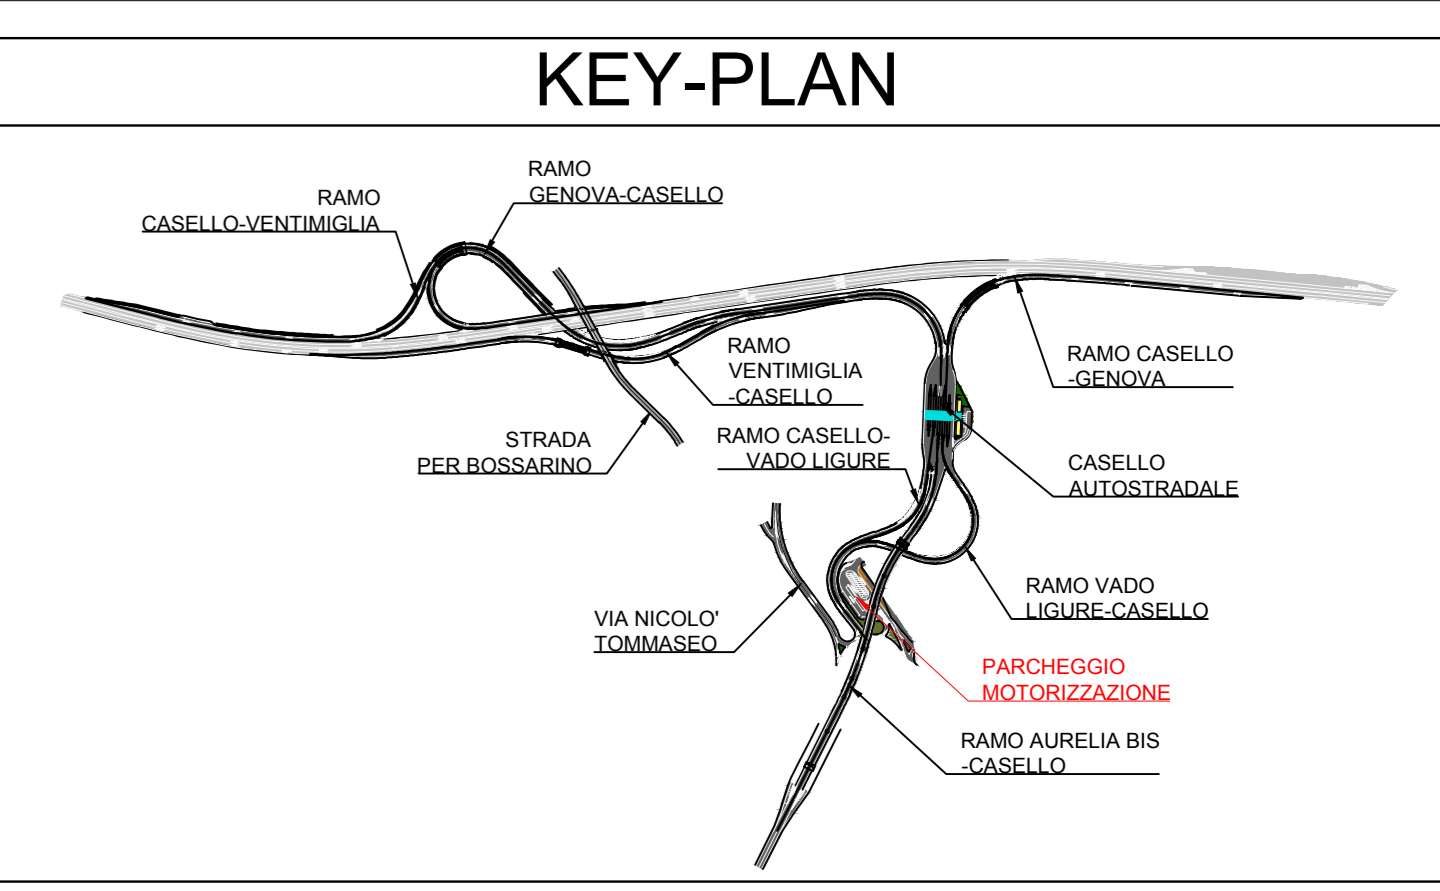 KEY-PLAN
RAMO
GENOVA-CASELLO
RAMO
CASELLO-VENTIMIGLIA
RAMO
VENTIMIGLIA
-CASELLO
RAMO CASELLO
-GENOVA
STRADA
PER BOSSARINO
RAMO CASELLO-
VADO LIGURE
CASELLO
AUTOSTRADALE
RAMO VADO
LIGURE-CASELLO
VIA NICOLO'
TOMMASEO
PARCHEGGIO
MOTORIZZAZIONE
RAMO AURELIA BIS
-CASELLO